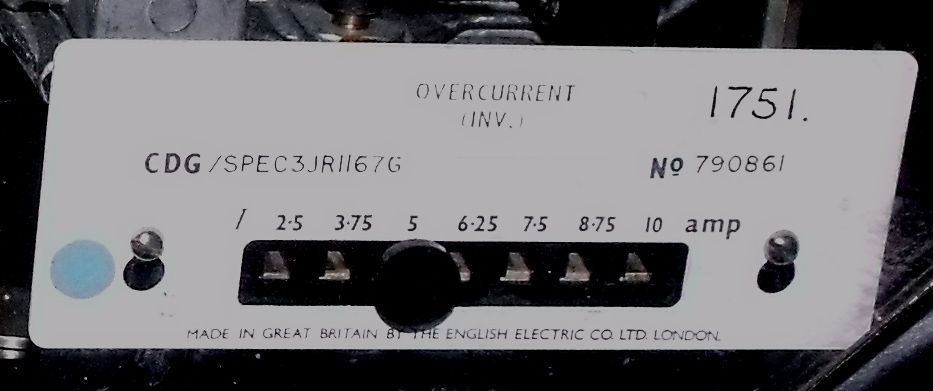 OVERCURRENT
(INV.)
1751.
CDG/SPEC3JR1167G
Nº 790861
I 2·5 3·75 5 6·25 7·5 8·75 10 amp
MADE IN GREAT BRITAIN BY THE ENGLISH ELECTRIC CO. LTD. LONDON.